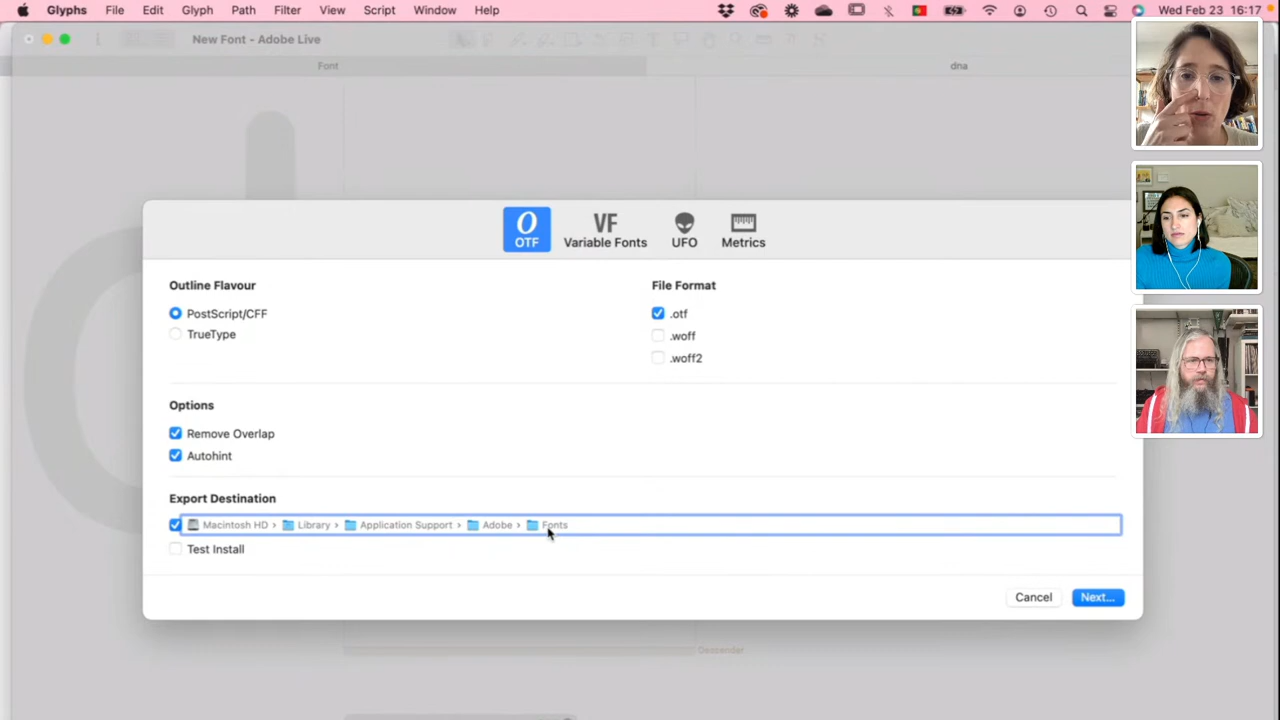 Glyphs File Edit Glyph Path Filter View Script Window Help Wed Feb 23 16:17
New Font - Adobe Live
Font dna
OTF Variable Fonts UFO Metrics
Outline Flavour File Format
PostScript/CFF .otf
TrueType .woff
.woff2
Options
Remove Overlap
Autohint
Export Destination
Macintosh HD › Library › Application Support › Adobe › Fonts
Test Install
Cancel Next...
Geccender